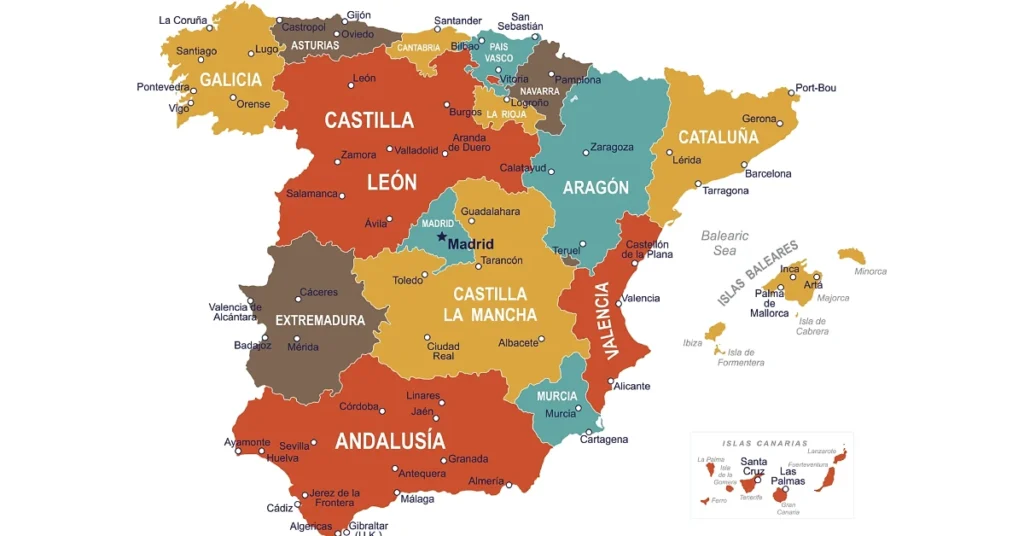 La Coruña
Santiago
Lugo
GALICIA
Pontevedra
Orense
Vigo
Castropol
Gijón
Oviedo
ASTURIAS
Santander
CANTABRIA
San
Sebastián
Bilbao
PAIS
VASCO
Vitoria
Pamplona
NAVARRA
Logroño
LA RIOJA
León
Burgos
CASTILLA
Aranda
de Duero
Zamora
Valladolid
LEÓN
Salamanca
Ávila
Calatayud
Zaragoza
ARAGÓN
Teruel
Port-Bou
Gerona
CATALUÑA
Lérida
Barcelona
Tarragona
MADRID
Madrid
Guadalahara
Tarancón
Toledo
CASTILLA
LA MANCHA
Ciudad
Real
Albacete
Castellón
de la Plana
Valencia
VALENCIA
Alicante
Cáceres
Valencia de
Alcántara
EXTREMADURA
Badajoz
Mérida
MURCIA
Murcia
Cartagena
Linares
Córdoba
Jaén
ANDALUSÍA
Ayamonte
Sevilla
Huelva
Granada
Antequera
Almería
Jerez de la
Frontera
Málaga
Cádiz
Algeciras
Gibraltar
(U.K.)
Balearic
Sea
ISLAS BALEARES
Minorca
Inca
Artá
Palma
de
Mallorca
Majorca
Isla de
Cabrera
Ibiza
Isla de
Formentera
ISLAS CANARIAS
Lanzarota
La Palma
Isla
de la
Gomera
Santa
Cruz
Las
Palmas
Fuerteventura
Ferro
Tenerife
Gran
Canaria